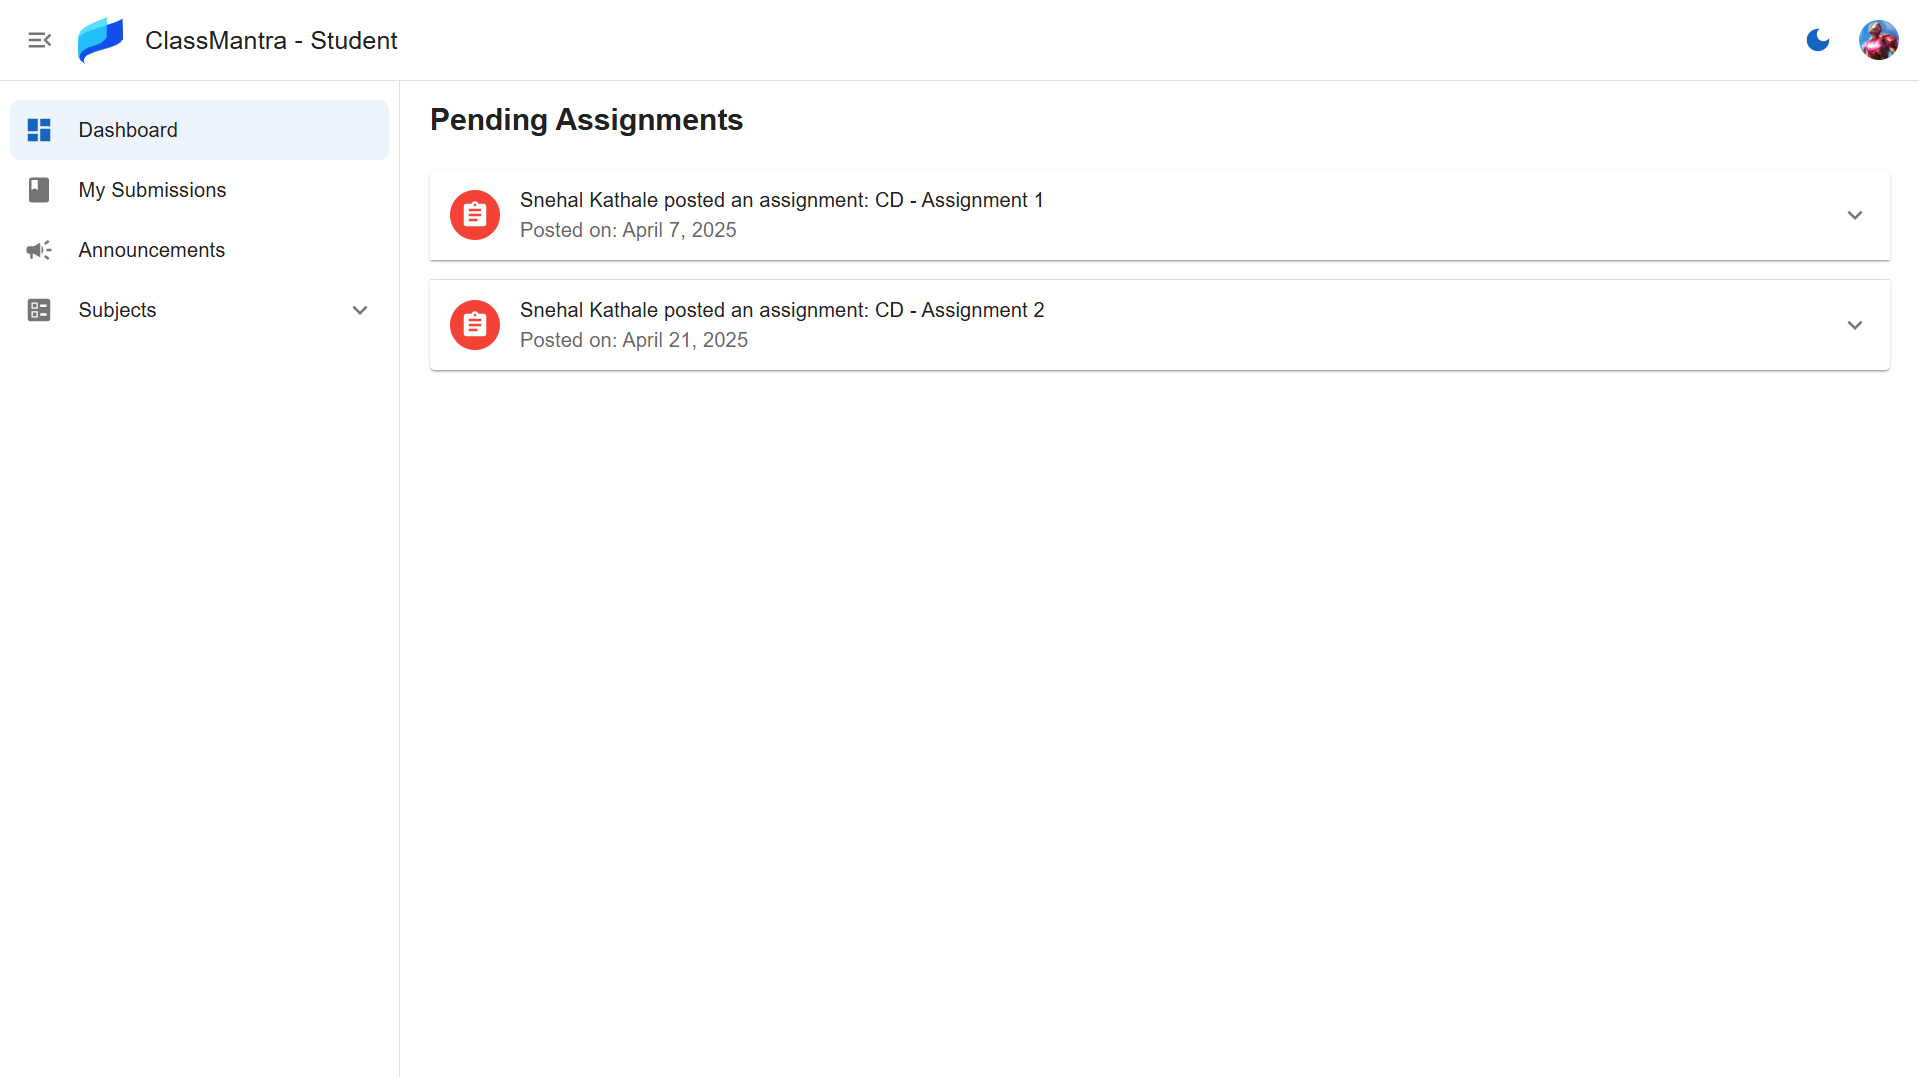 ClassMantra - Student
Dashboard
My Submissions
Announcements
Subjects
Pending Assignments
Snehal Kathale posted an assignment: CD - Assignment 1
Posted on: April 7, 2025
Snehal Kathale posted an assignment: CD - Assignment 2
Posted on: April 21, 2025